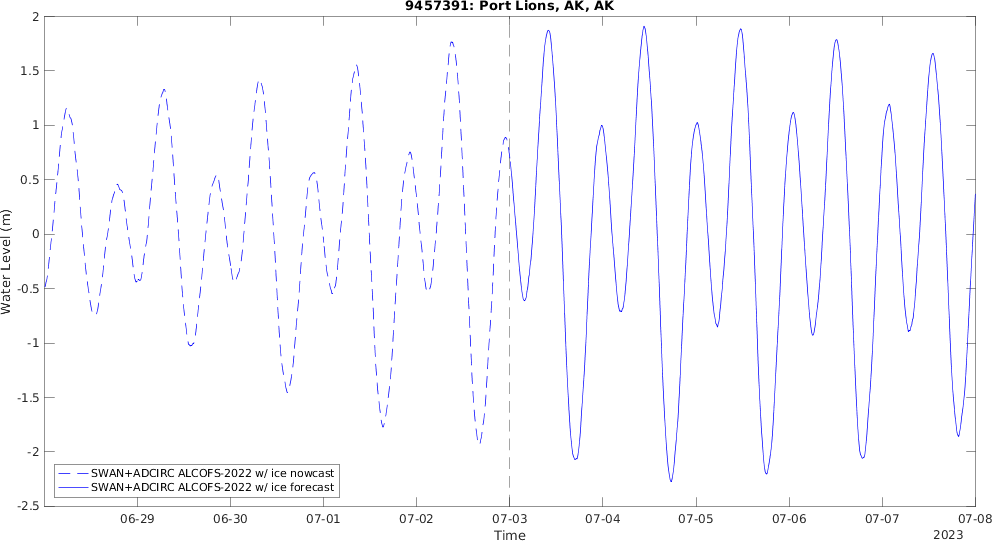 9457391: Port Lions, AK, AK
Water Level (m)
2
1.5
1
0.5
0
-0.5
-1
-1.5
-2
-2.5
SWAN+ADCIRC ALCOFS-2022 w/ ice nowcast
SWAN+ADCIRC ALCOFS-2022 w/ ice forecast
06-29 06-30 07-01 07-02 07-03 07-04 07-05 07-06 07-07 07-08
Time
2023